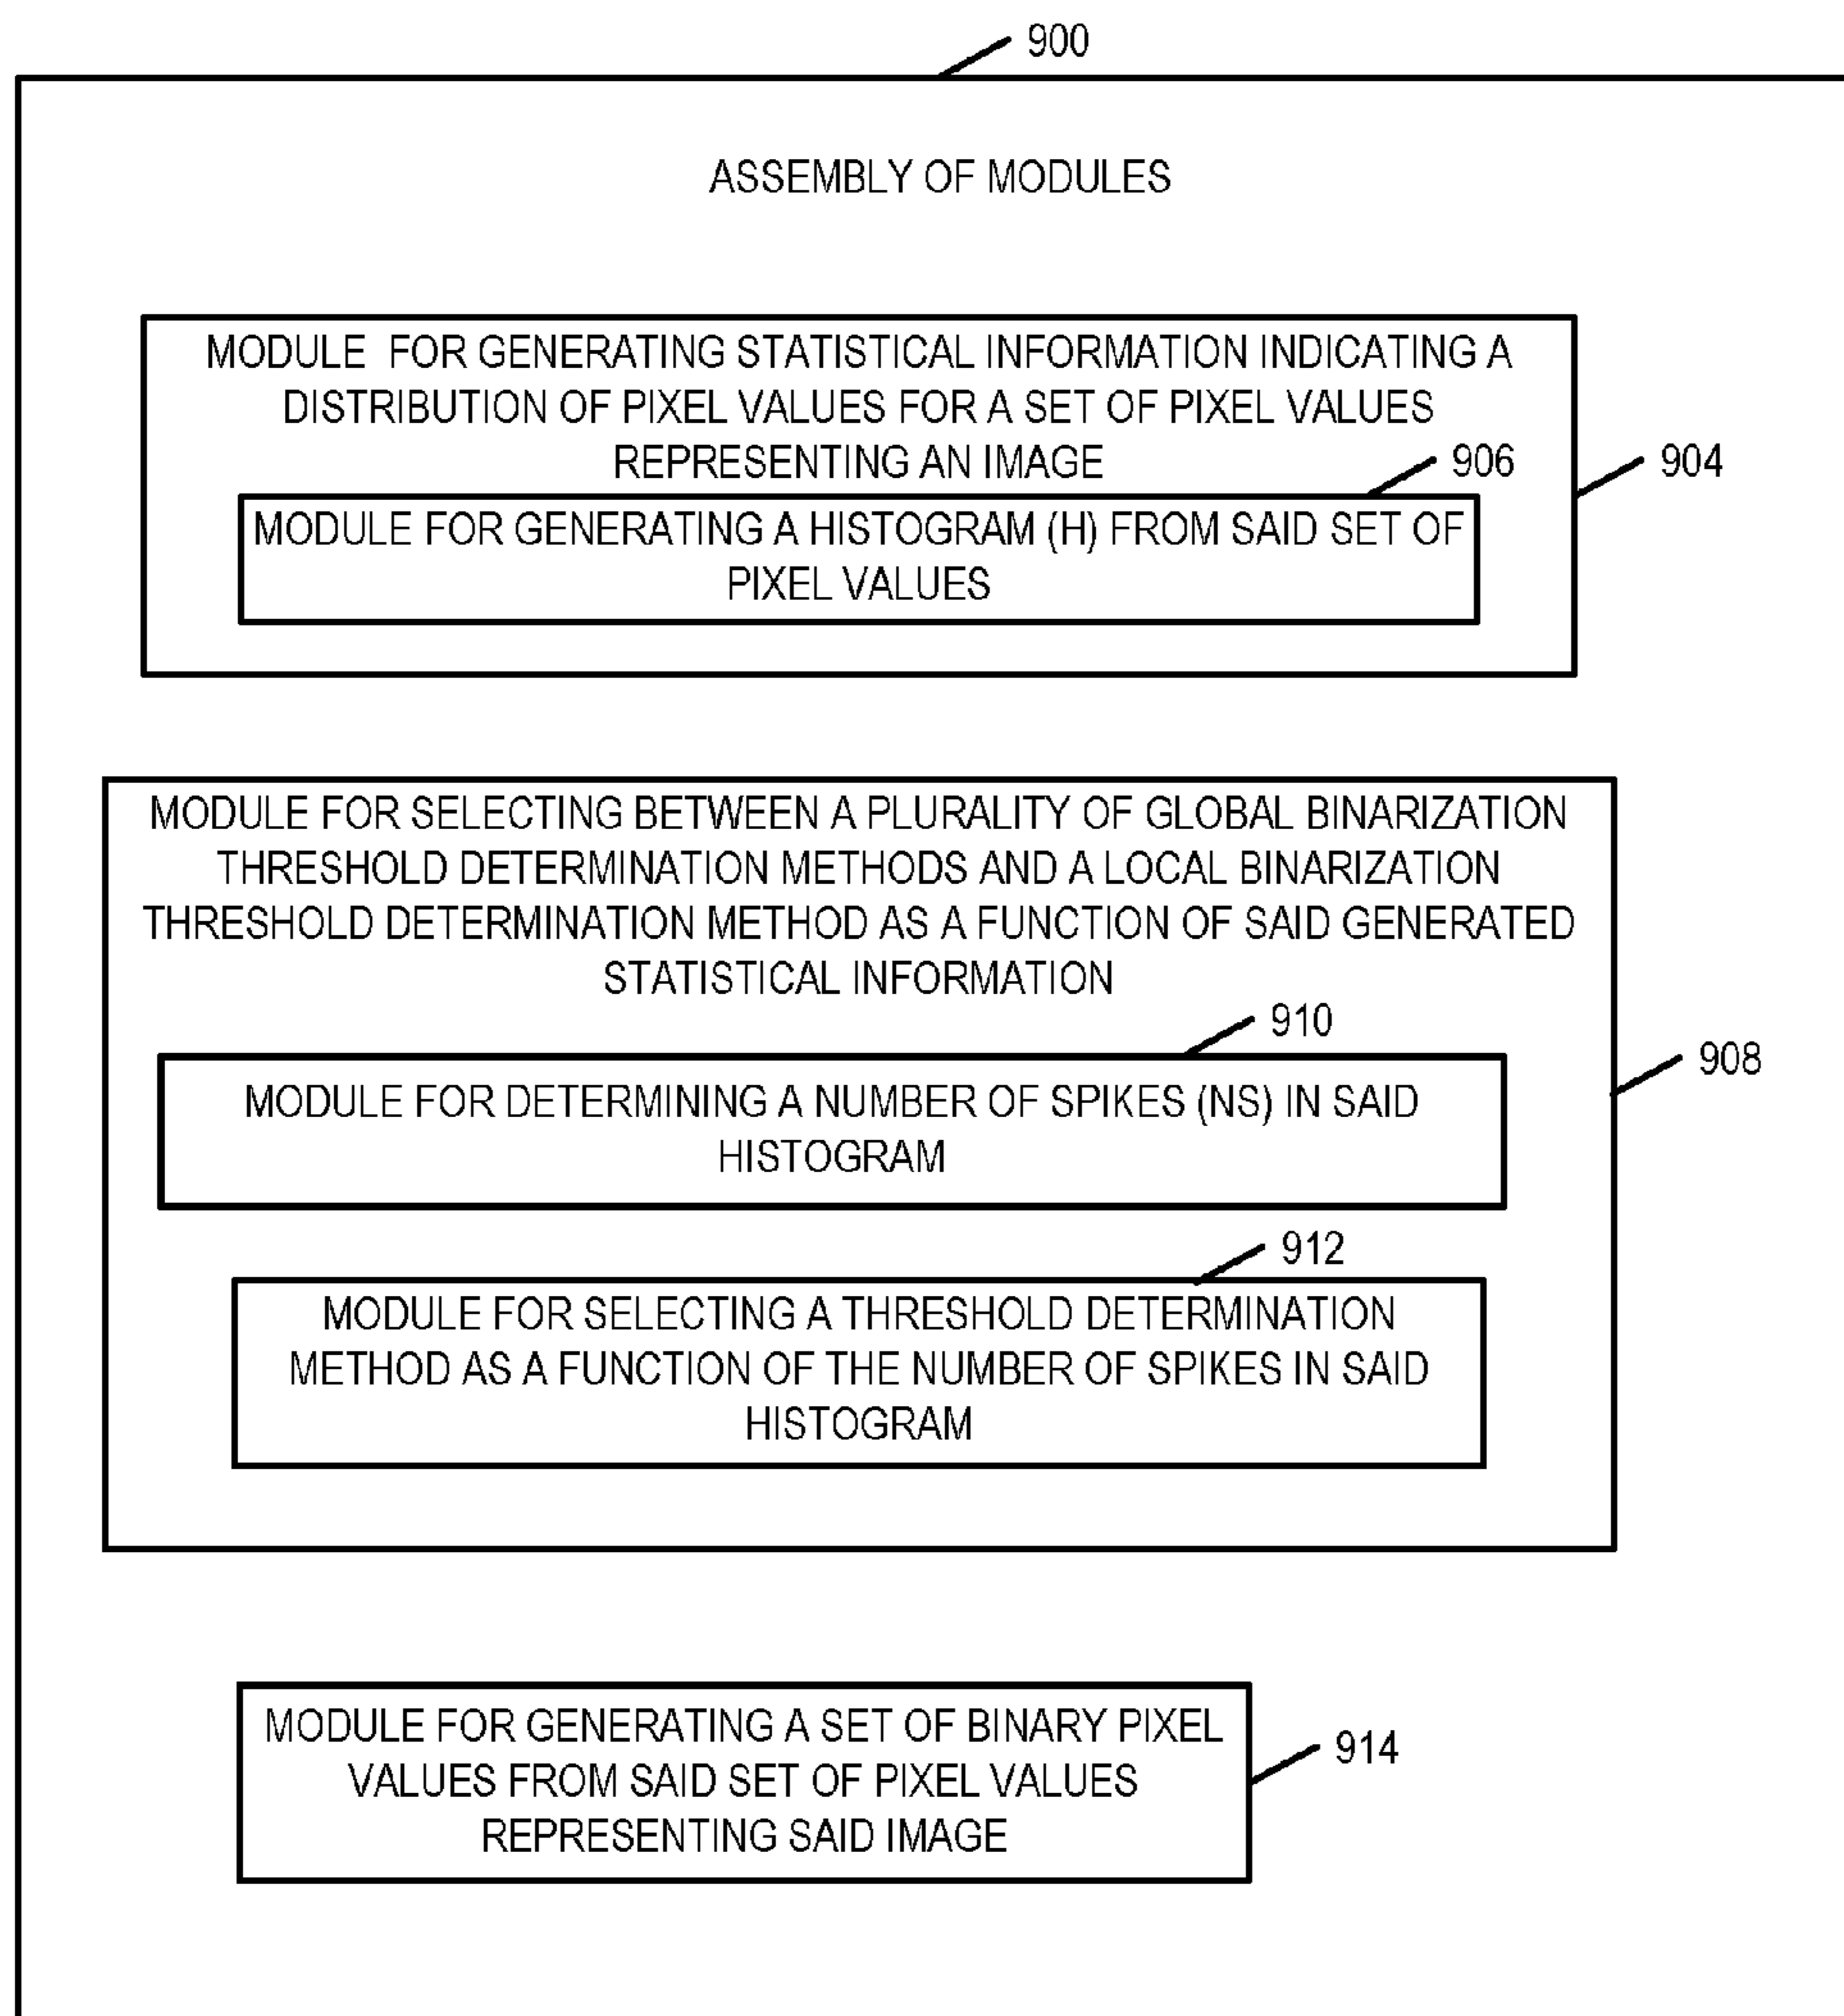 900
ASSEMBLY OF MODULES
MODULE FOR GENERATING STATISTICAL INFORMATION INDICATING A
DISTRIBUTION OF PIXEL VALUES FOR A SET OF PIXEL VALUES
REPRESENTING AN IMAGE
906
904
MODULE FOR GENERATING A HISTOGRAM (H) FROM SAID SET OF
PIXEL VALUES
MODULE FOR SELECTING BETWEEN A PLURALITY OF GLOBAL BINARIZATION
THRESHOLD DETERMINATION METHODS AND A LOCAL BINARIZATION
THRESHOLD DETERMINATION METHOD AS A FUNCTION OF SAID GENERATED
STATISTICAL INFORMATION
910
908
MODULE FOR DETERMINING A NUMBER OF SPIKES (NS) IN SAID
HISTOGRAM
912
MODULE FOR SELECTING A THRESHOLD DETERMINATION
METHOD AS A FUNCTION OF THE NUMBER OF SPIKES IN SAID
HISTOGRAM
MODULE FOR GENERATING A SET OF BINARY PIXEL
VALUES FROM SAID SET OF PIXEL VALUES
REPRESENTING SAID IMAGE
914